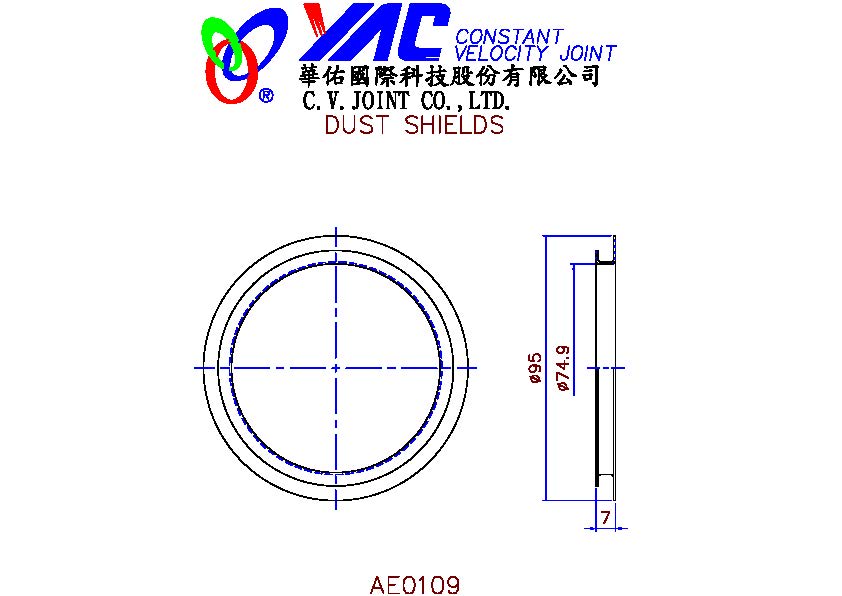 YAC CONSTANT
VELOCITY JOINT
®
華佑國際科技股份有限公司
C.V.JOINT CO.,LTD.
DUST SHIELDS
ø95
ø74.9
7
AE0109